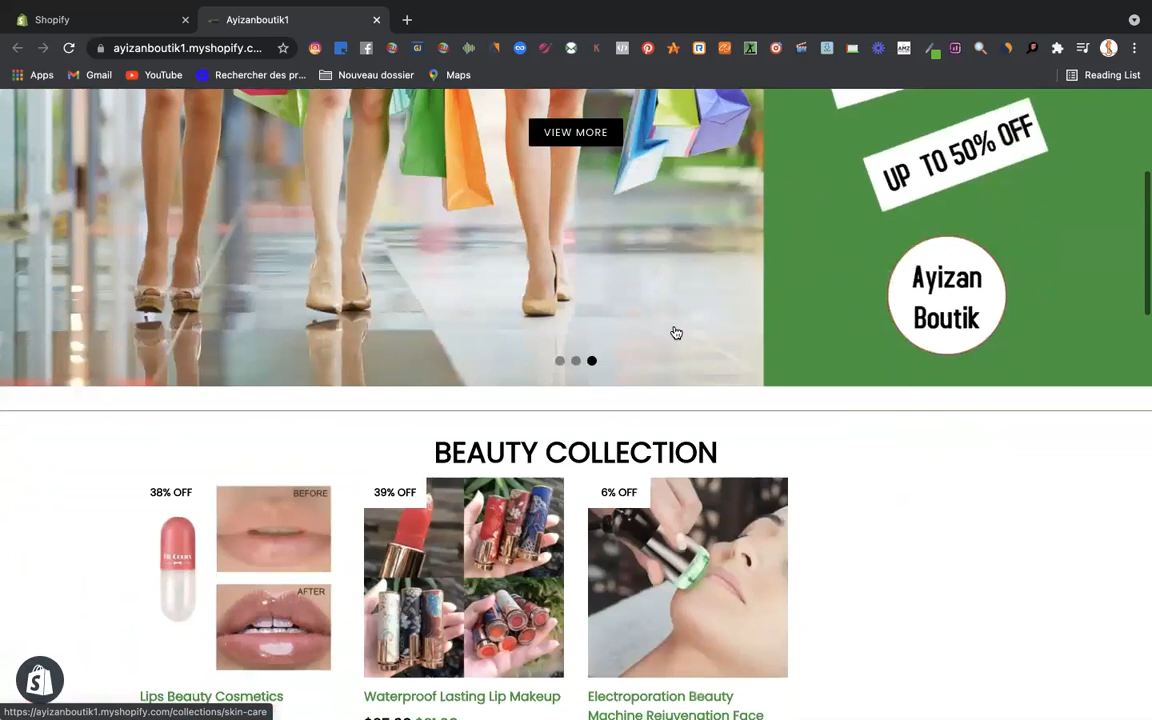 Shopify
Ayizanboutik1
ayizanboutik1.myshopify.c...
Apps
Gmail
YouTube
Rechercher des pr...
Nouveau dossier
Maps
Reading List
VIEW MORE
UP TO 50% OFF
Ayizan
Boutik
BEAUTY COLLECTION
38% OFF
BEFORE
AFTER
39% OFF
6% OFF
Lips Beauty Cosmetics
Waterproof Lasting Lip Makeup
Electroporation Beauty
Machine Rejuvenation Face
https://ayizanboutik1.myshopify.com/collections/skin-care